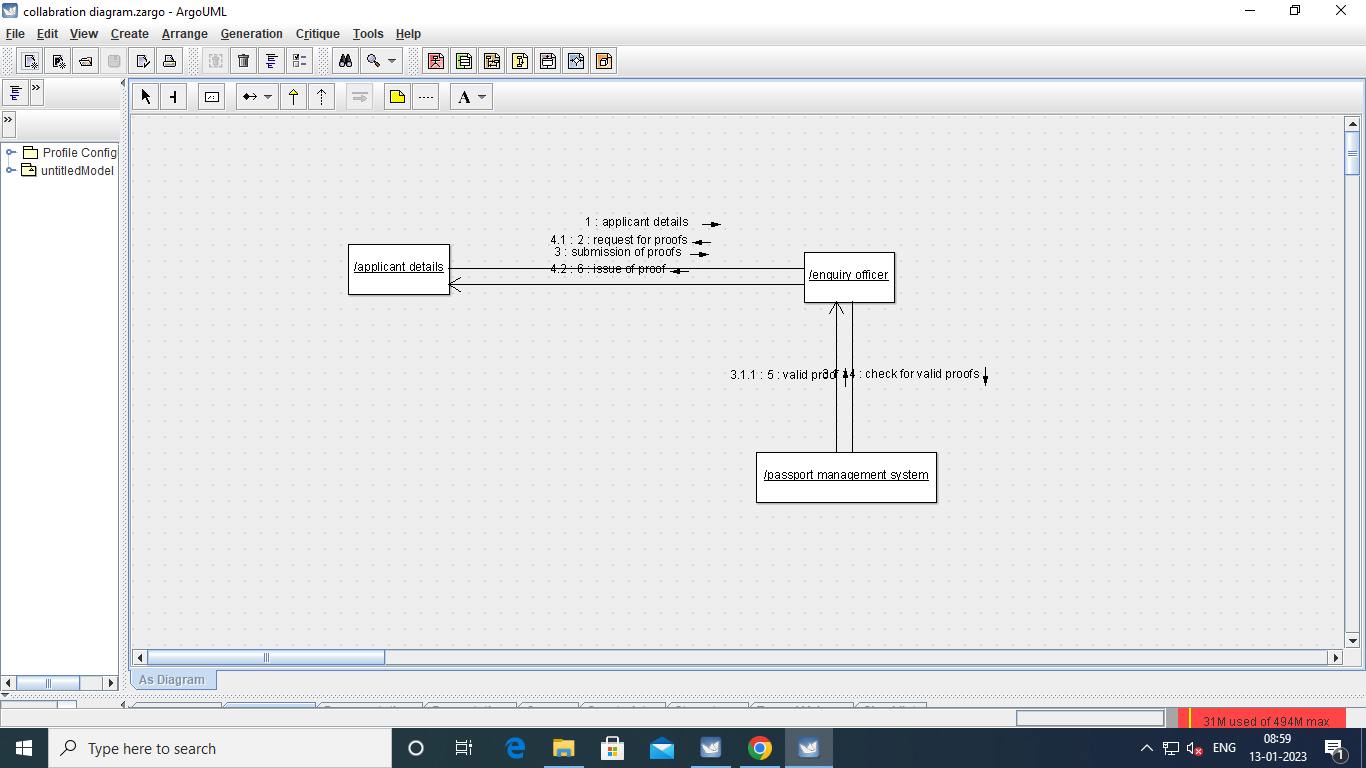 collabration diagram.zargo - ArgoUML
File Edit View Create Arrange Generation Critique Tools Help
A
Profile Config
untitledModel
1 : applicant details
4.1 : 2 : request for proofs
3 : submission of proofs
4.2 : 6 : issue of proof
/applicant details
/enquiry officer
3.1.1 : 5 : valid proof
4 : check for valid proofs
/passport management system
As Diagram
31M used of 494M max
Type here to search
ENG
08:59
13-01-2023
1